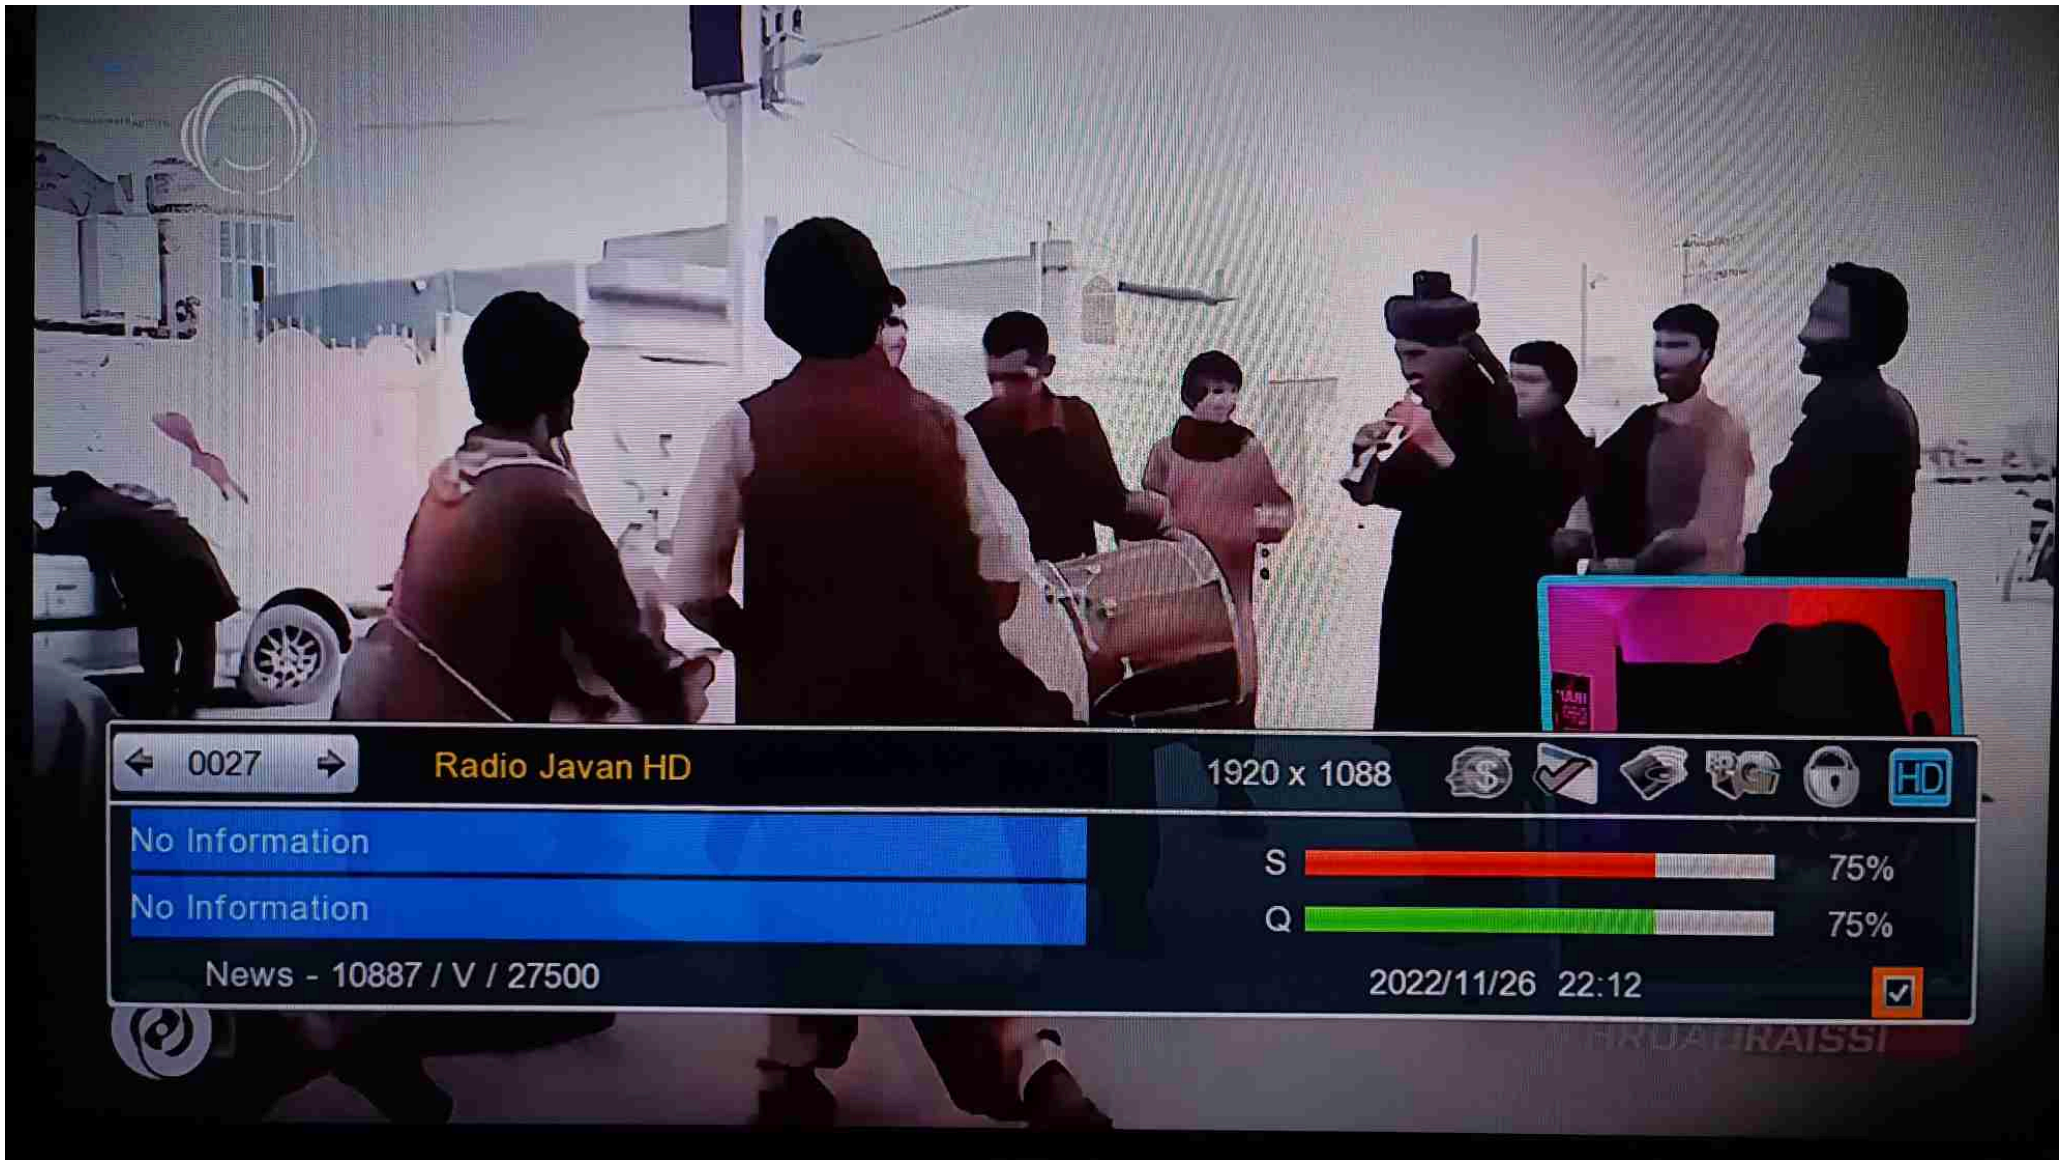 0027
Radio Javan HD
1920 x 1088
HD
No Information
No Information
S 75%
Q 75%
News - 10887 / V / 27500
2022/11/26 22:12
RAISSI